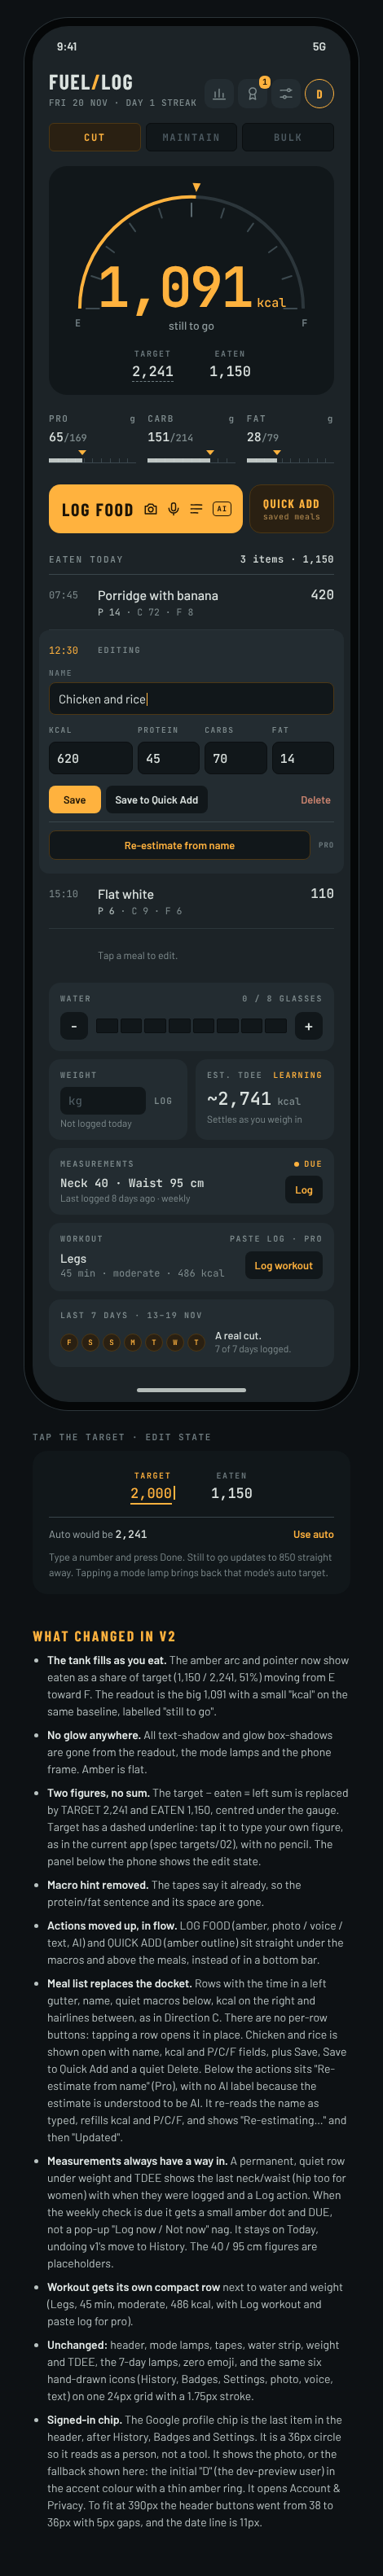 9:41
5G
FUEL/LOG
FRI 20 NOV · DAY 1 STREAK
1
D
CUT
MAINTAIN
BULK
1,091 kcal
E
still to go
F
TARGET
EATEN
2,241
1,150
PRO g
CARB g
FAT g
65/169
151/214
28/79
LOG FOOD
AI
QUICK ADD
saved meals
EATEN TODAY
3 items · 1,150
07:45
Porridge with banana
420
P 14 · C 72 · F 8
12:30
EDITING
NAME
Chicken and rice
KCAL
PROTEIN
CARBS
FAT
620
45
70
14
Save
Save to Quick Add
Delete
Re-estimate from name
PRO
15:10
Flat white
110
P 6 · C 9 · F 6
Tap a meal to edit.
WATER
0 / 8 GLASSES
-
+
WEIGHT
kg
LOG
Not logged today
EST. TDEE
LEARNING
~2,741 kcal
Settles as you weigh in
MEASUREMENTS
DUE
Neck 40 · Waist 95 cm
Last logged 8 days ago · weekly
Log
WORKOUT
PASTE LOG · PRO
Legs
45 min · moderate · 486 kcal
Log workout
LAST 7 DAYS · 13–19 NOV
F S S M T W T
A real cut.
7 of 7 days logged.
TAP THE TARGET · EDIT STATE
TARGET
EATEN
2,000
1,150
Auto would be 2,241
Use auto
Type a number and press Done. Still to go updates to 850 straight
away. Tapping a mode lamp brings back that mode's auto target.
WHAT CHANGED IN V2
• The tank fills as you eat. The amber arc and pointer now show
eaten as a share of target (1,150 / 2,241, 51%) moving from E
toward F. The readout is the big 1,091 with a small "kcal" on the
same baseline, labelled "still to go".
• No glow anywhere. All text-shadow and glow box-shadows
are gone from the readout, the mode lamps and the phone
frame. Amber is flat.
• Two figures, no sum. The target − eaten = left sum is replaced
by TARGET 2,241 and EATEN 1,150, centred under the gauge.
Target has a dashed underline: tap it to type your own figure,
as in the current app (spec targets/02), with no pencil. The
panel below the phone shows the edit state.
• Macro hint removed. The tapes say it already, so the
protein/fat sentence and its space are gone.
• Actions moved up, in flow. LOG FOOD (amber, photo / voice /
text, AI) and QUICK ADD (amber outline) sit straight under the
macros and above the meals, instead of in a bottom bar.
• Meal list replaces the docket. Rows with the time in a left
gutter, name, quiet macros below, kcal on the right and
hairlines between, as in Direction C. There are no per-row
buttons: tapping a row opens it in place. Chicken and rice is
shown open with name, kcal and P/C/F fields, plus Save, Save
to Quick Add and a quiet Delete. Below the actions sits "Re-
estimate from name" (Pro), with no AI label because the
estimate is understood to be AI. It re-reads the name as
typed, refills kcal and P/C/F, and shows "Re-estimating..." and
then "Updated".
• Measurements always have a way in. A permanent, quiet row
under weight and TDEE shows the last neck/waist (hip too for
women) with when they were logged and a Log action. When
the weekly check is due it gets a small amber dot and DUE,
not a pop-up "Log now / Not now" nag. It stays on Today,
undoing v1's move to History. The 40 / 95 cm figures are
placeholders.
• Workout gets its own compact row next to water and weight
(Legs, 45 min, moderate, 486 kcal, with Log workout and
paste log for pro).
• Unchanged: header, mode lamps, tapes, water strip, weight
and TDEE, the 7-day lamps, zero emoji, and the same six
hand-drawn icons (History, Badges, Settings, photo, voice,
text) on one 24px grid with a 1.75px stroke.
• Signed-in chip. The Google profile chip is the last item in the
header, after History, Badges and Settings. It is a 36px circle
so it reads as a person, not a tool. It shows the photo, or the
fallback shown here: the initial "D" (the dev-preview user) in
the accent colour with a thin amber ring. It opens Account &
Privacy. To fit at 390px the header buttons went from 38 to
36px with 5px gaps, and the date line is 11px.